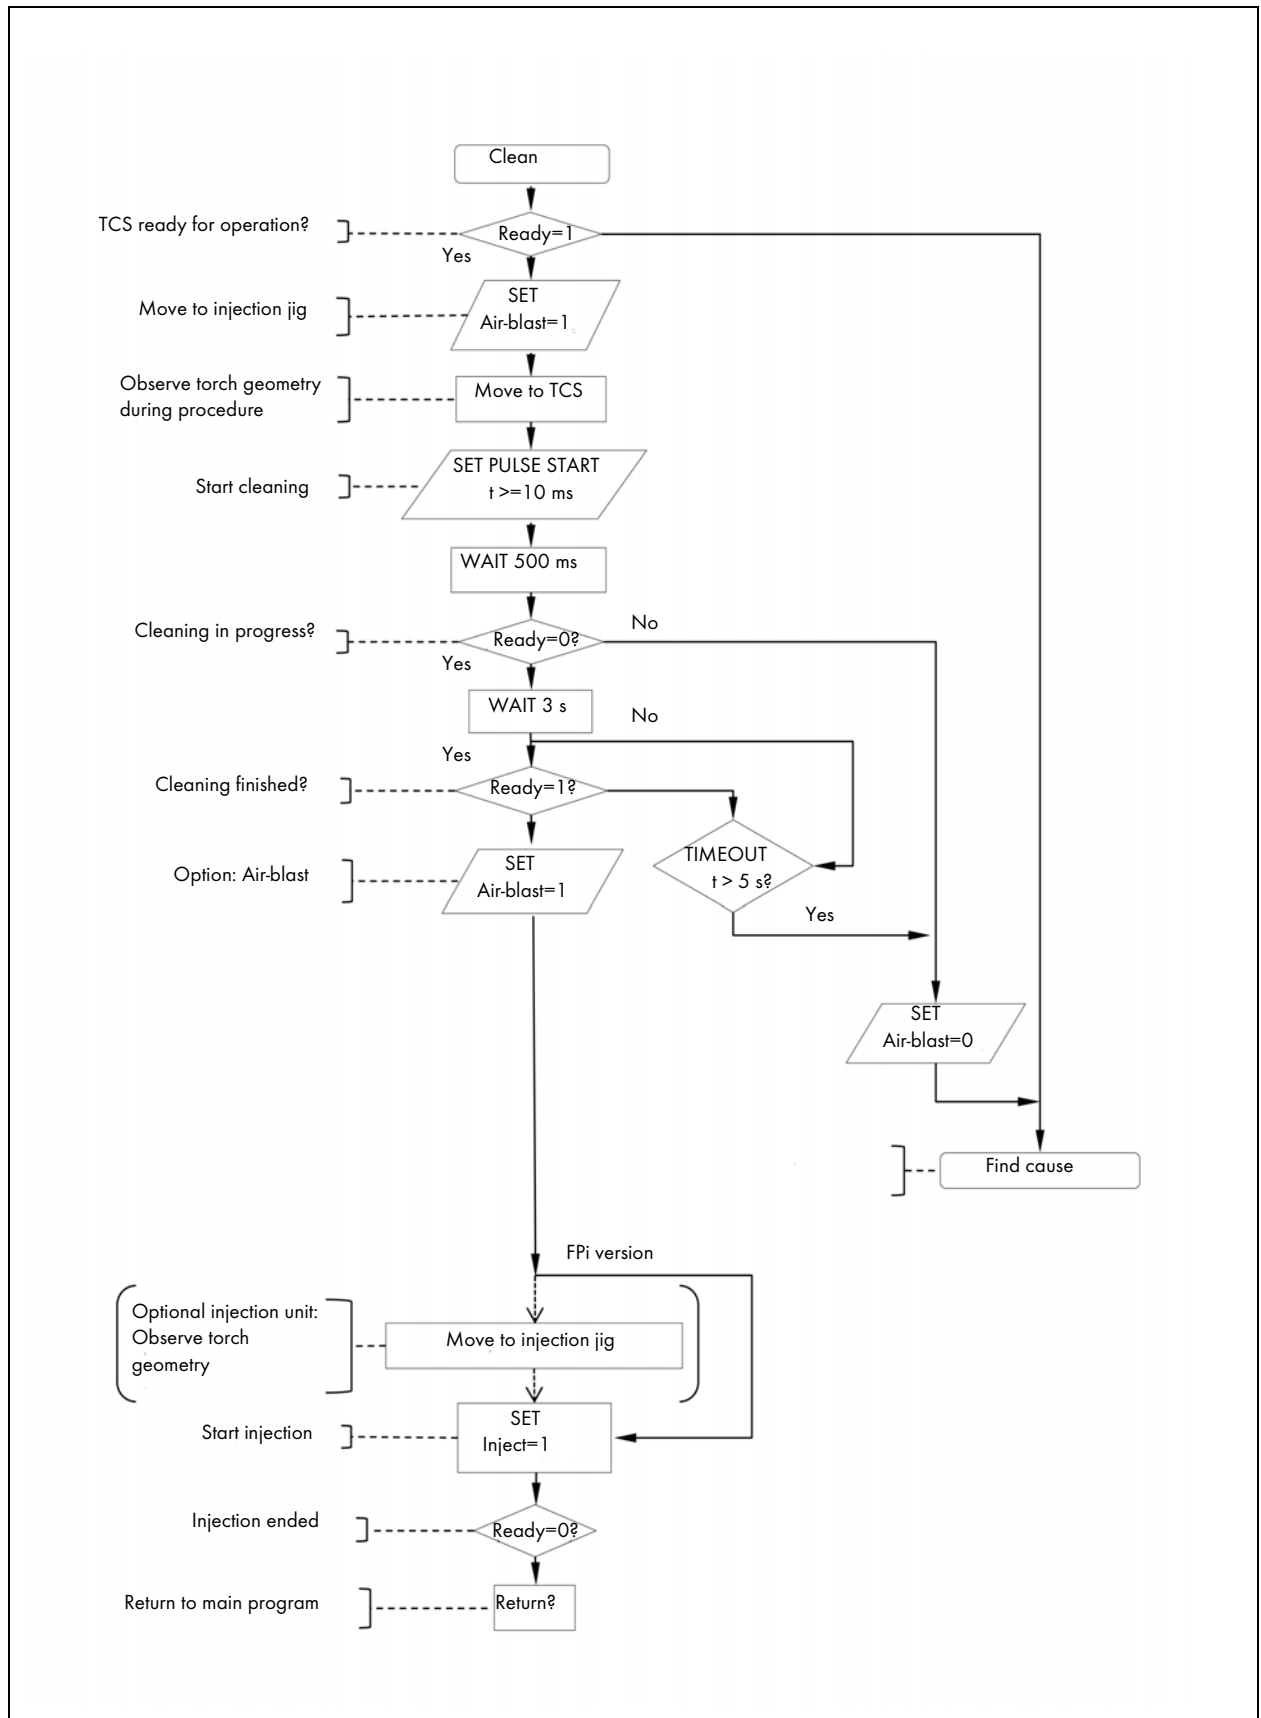 Clean
TCS ready for operation?
Ready=1
Yes
Move to injection jig
SET
Air-blast=1
Observe torch geometry
during procedure
Move to TCS
Start cleaning
SET PULSE START
t >=10 ms
WAIT 500 ms
Cleaning in progress?
Ready=0?
No
Yes
WAIT 3 s
No
Yes
Cleaning finished?
Ready=1?
TIMEOUT
t > 5 s?
Option: Air-blast
SET
Air-blast=1
Yes
SET
Air-blast=0
Find cause
FPi version
Optional injection unit:
Observe torch
geometry
Move to injection jig
Start injection
SET
Inject=1
Injection ended
Ready=0?
Return to main program
Return?